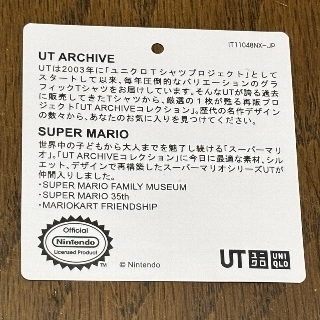 IT11048NX-JP
UT ARCHIVE
UTは2003年に「ユニクロTシャツプロジェクト」として
スタートして以来、毎年圧倒的なバリエーションのグラ
フィックTシャツをお届けしています。そんなUTが誇る過去
に販売してきたTシャツから、厳選の1枚が甦る再販プロ
ジェクト「UT ARCHIVEコレクション」。歴代の名作デザイン
の数々から、あなたのお気に入りを見つけてください。
SUPER MARIO
世界中の子どもから大人までを魅了し続ける「スーパーマリ
オ」。「UT ARCHIVEコレクション」に今日に最適な素材、シル
エット、デザインで再構築したスーパーマリオシリーズUTが
仲間入りしました。
・SUPER MARIO FAMILY MUSEUM
・SUPER MARIO 35th
・MARIOKART FRIENDSHIP
Official
Nintendo
Licensed Product
™
© Nintendo
UT ユニクロ UNIQLO